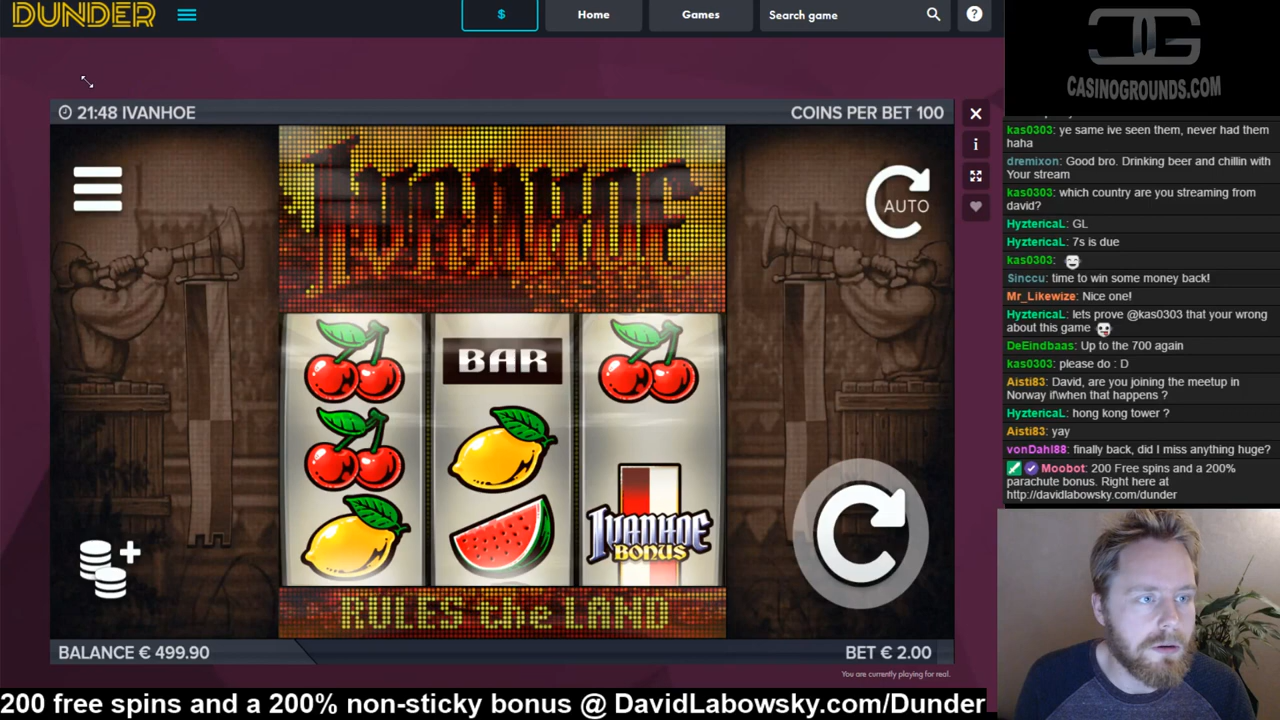 DUNDER
$
Home
Games
Search game
?
CG
CASINOGROUNDS.COM
21:48 IVANHOE
COINS PER BET 100
IVANHOE
AUTO
BAR
IVANHOE
BONUS
RULES the LAND
BALANCE € 499.90
BET € 2.00
You are currently playing for real.
kas0303: ye same ive seen them, never had them
haha
dremixon: Good bro. Drinking beer and chillin with
Your stream
kas0303: which country are you streaming from
david?
HyztericaL: GL
HyztericaL: 7s is due
kas0303:
Sinccu: time to win some money back!
Mr_Likewize: Nice one!
HyztericaL: lets prove @kas0303 that your wrong
about this game
DeEindbaas: Up to the 700 again
kas0303: please do : D
Aisti83: David, are you joining the meetup in
Norway if\when that happens ?
HyztericaL: hong kong tower ?
Aisti83: yay
vonDahl88: finally back, did I miss anything huge?
Moobot: 200 Free spins and a 200%
parachute bonus. Right here at
http://davidlabowsky.com/dunder
200 free spins and a 200% non-sticky bonus @ DavidLabowsky.com/Dunder